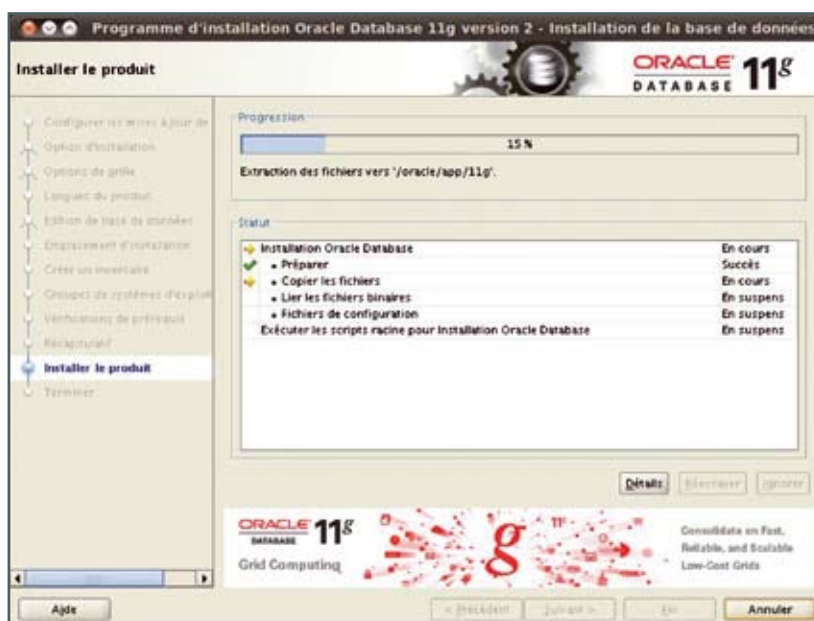 Programme d'installation Oracle Database 11g version 2 - Installation de la base de données
Installer le produit
ORACLE
DATABASE 11g
Configurer les mises à jour de
Option d'installation
Options de grille
Langues du produit
Edition de base de données
Emplacement d'installation
Créer un inventaire
Groupes de systèmes d'exploit
Vérifications de prérequis
Récapitulatif
Installer le produit
Terminer
Progression
15 %
Extraction des fichiers vers '/oracle/app/11g'.
Statut
Installation Oracle Database En cours
• Préparer Succès
• Copier les fichiers En cours
• Lier les fichiers binaires En suspens
• Fichiers de configuration En suspens
Exécuter les scripts racine pour Installation Oracle Database En suspens
Détails Réessayer Ignorer
ORACLE 11g
DATABASE
Grid Computing
g
11g
Consolidate on Fast,
Reliable, and Scalable
Low-Cost Grids
Aide < Précédent Suivant > Fin Annuler